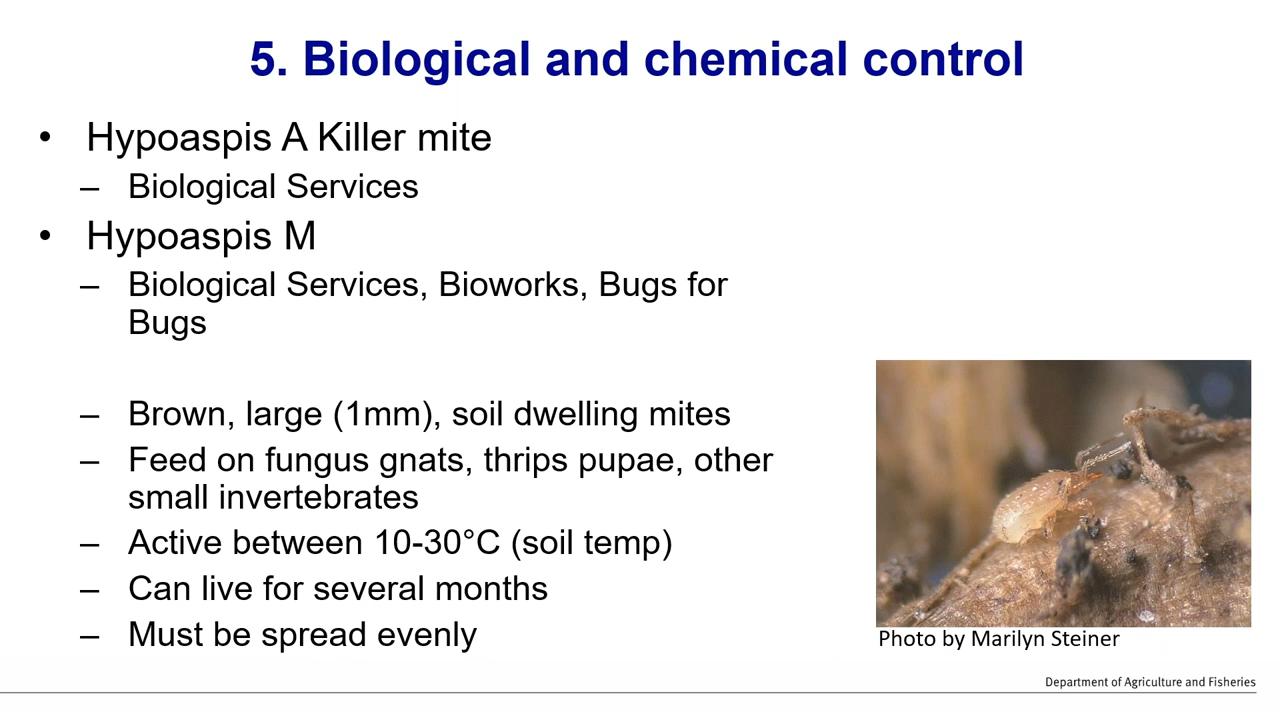 5. Biological and chemical control
• Hypoaspis A Killer mite
– Biological Services
• Hypoaspis M
– Biological Services, Bioworks, Bugs for
Bugs
– Brown, large (1mm), soil dwelling mites
– Feed on fungus gnats, thrips pupae, other
small invertebrates
– Active between 10-30°C (soil temp)
– Can live for several months
– Must be spread evenly
Photo by Marilyn Steiner
Department of Agriculture and Fisheries